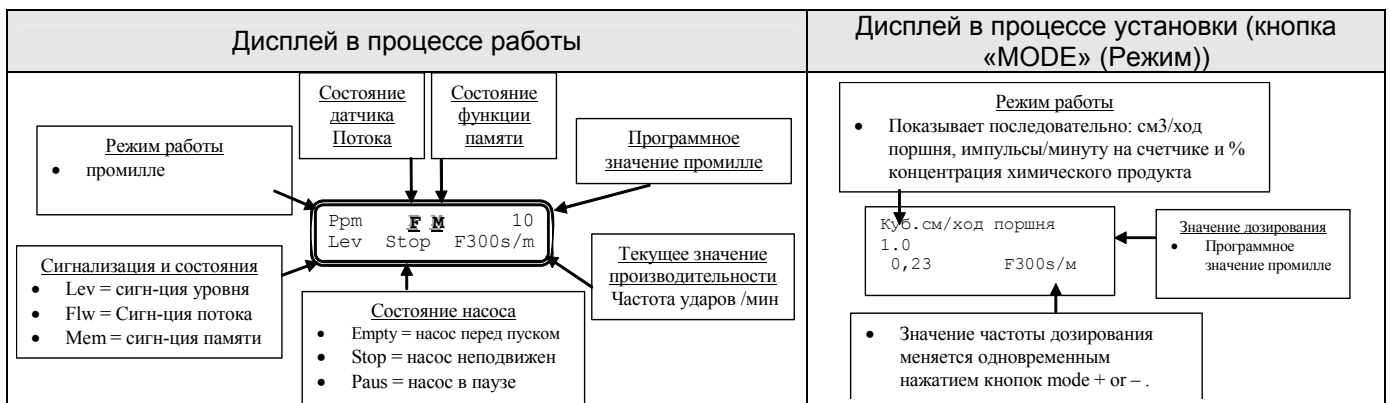 Дисплей в процессе работы
Дисплей в процессе установки (кнопка
«MODE» (Режим))
Режим работы
• промилле
Состояние
датчика
Потока
Состояние
функции
памяти
Программное
значение промилле
Ppm F M 10
Lev Stop F300s/m
Сигнализация и состояния
• Lev = сигн-ция уровня
• Flw = Сигн-ция потока
• Mem = сигн-ция памяти
Состояние насоса
• Empty = насос перед пуском
• Stop = насос неподвижен
• Paus = насос в паузе
Текущее значение
производительности
Частота ударов /мин
Режим работы
• Показывает последовательно: см3/ход
поршня, импульсы/минуту на счетчике и %
концентрация химического продукта
Куб.см/ход поршня
1.0
0,23 F300s/м
Значение дозирования
• Программное
значение промилле
• Значение частоты дозирования
меняется одновременным
нажатием кнопок mode + or – .